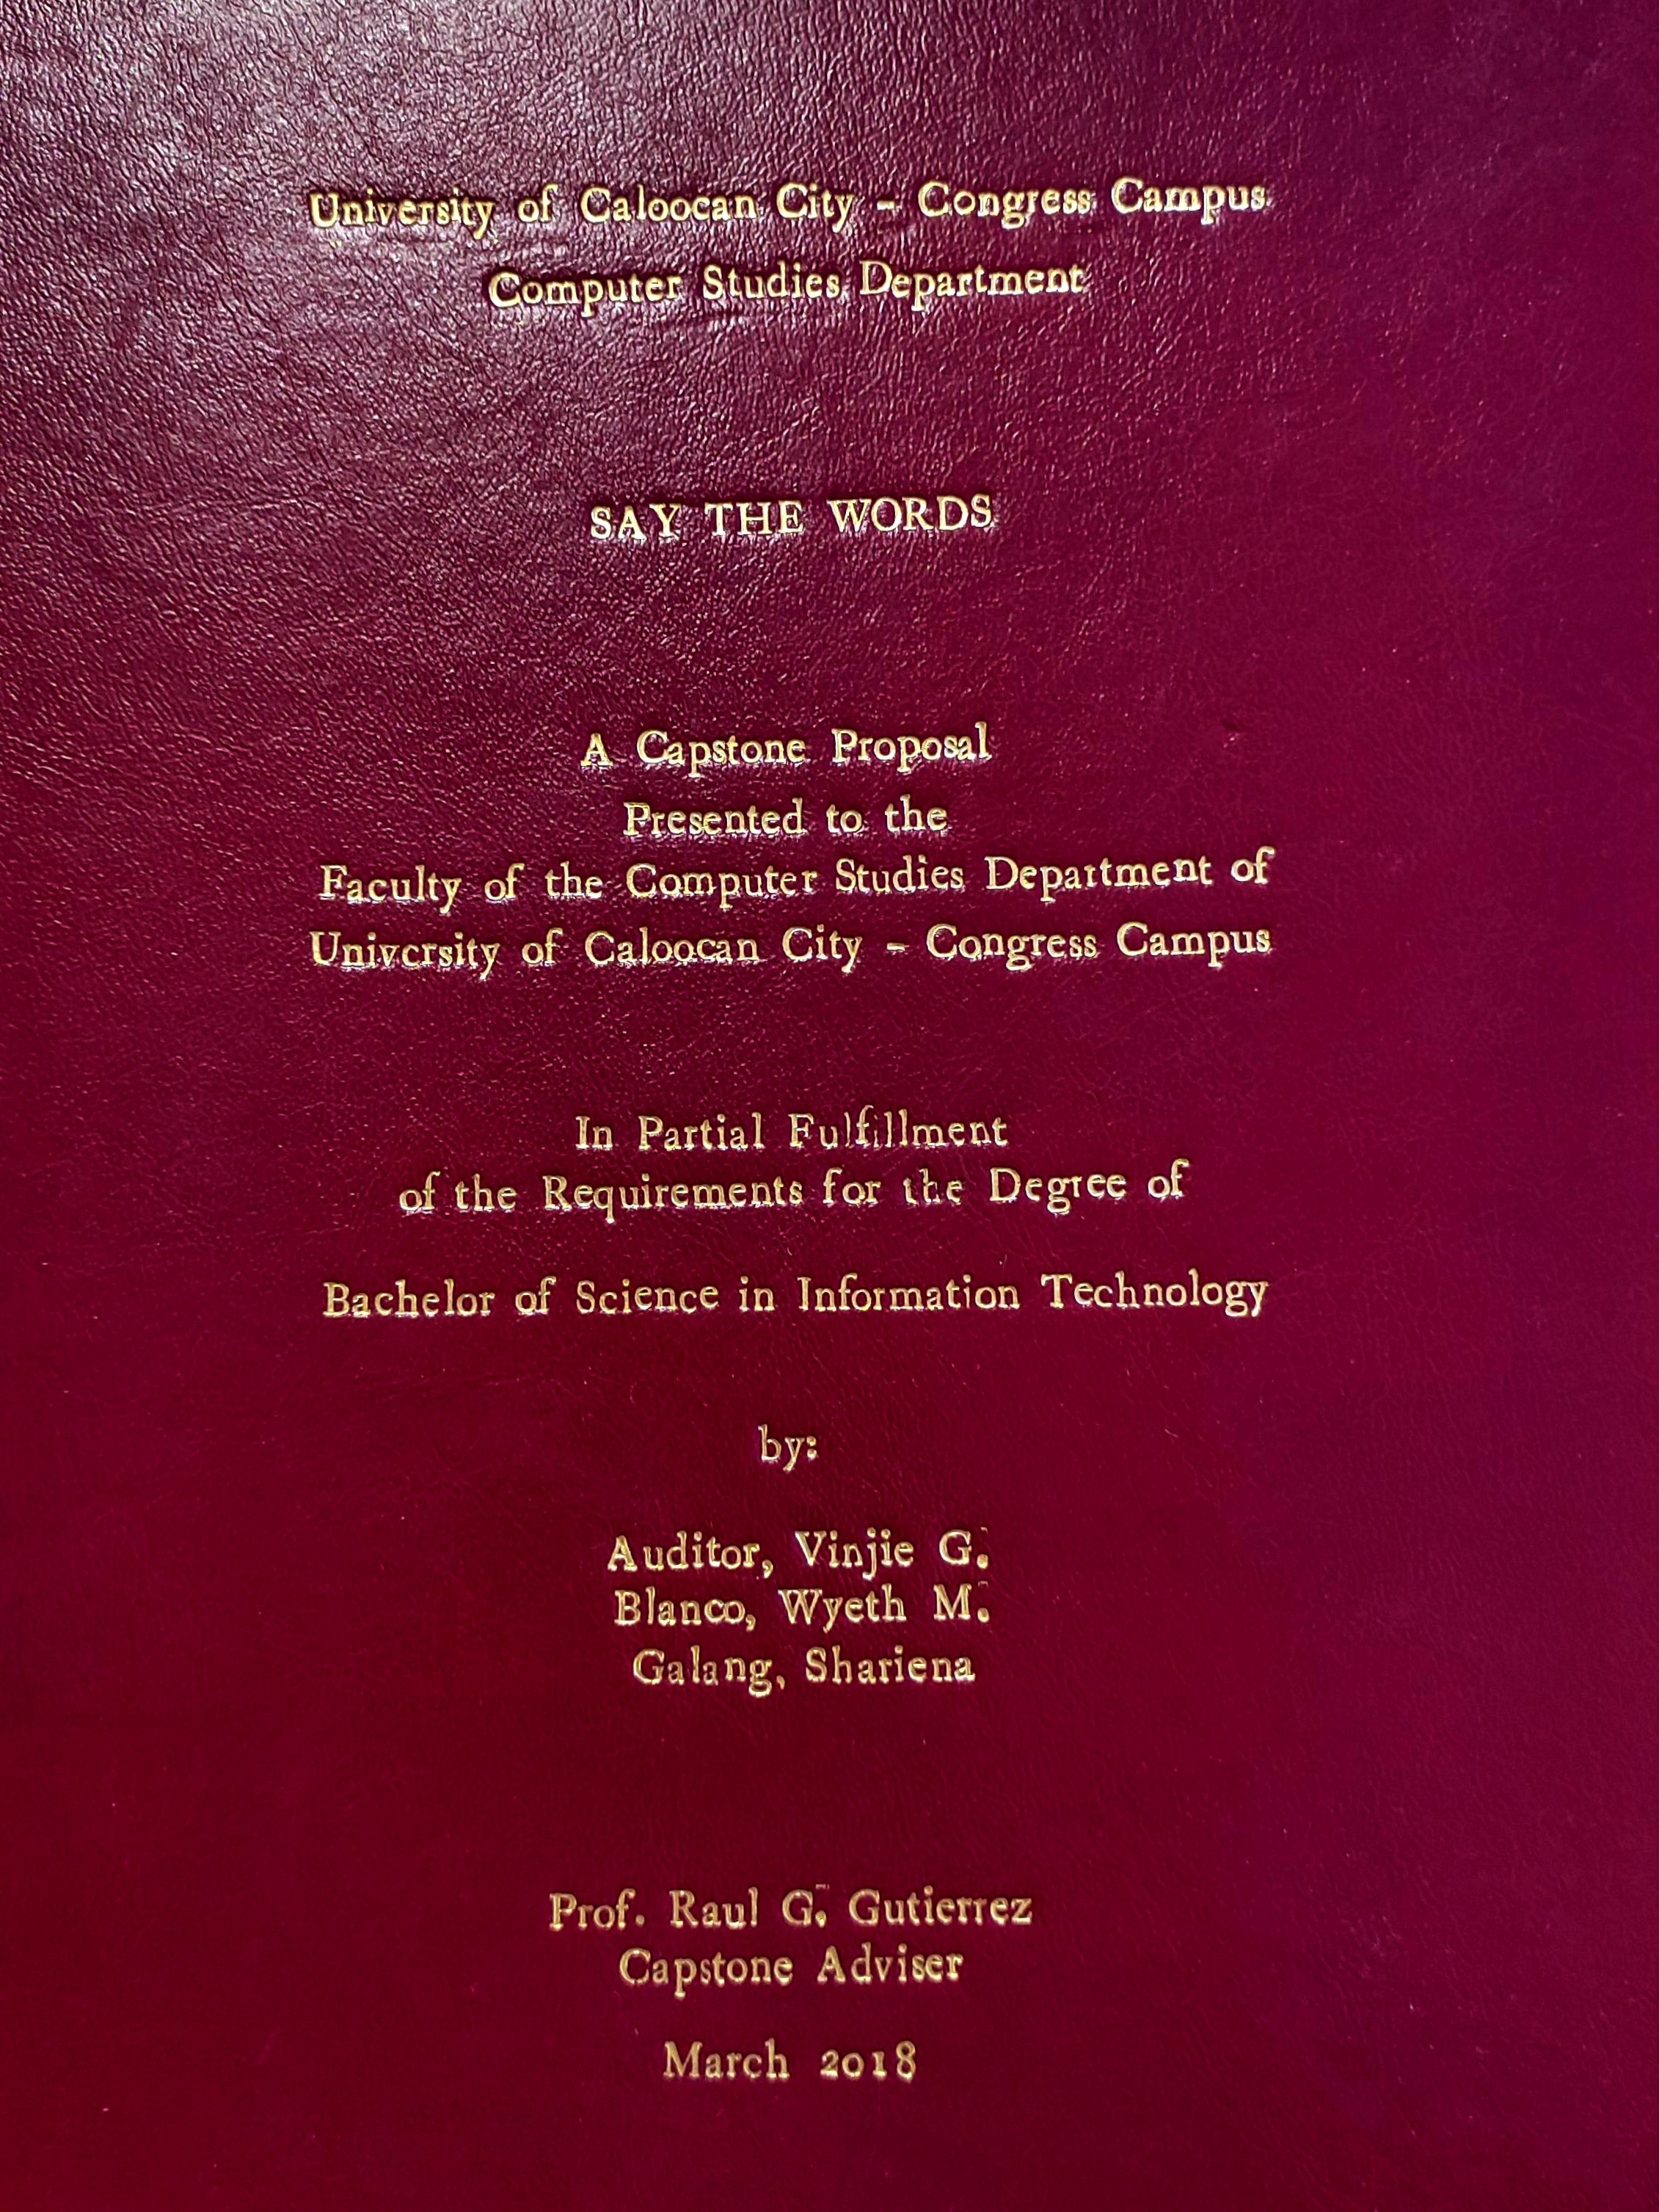 University of Caloocan City - Congress Campus
Computer Studies Department
SAY THE WORDS
A Capstone Proposal
Presented to the
Faculty of the Computer Studies Department of
University of Caloocan City - Congress Campus
In Partial Fulfillment
of the Requirements for the Degree of
Bachelor of Science in Information Technology
by:
Auditor, Vinjie G.
Blanco, Wyeth M.
Galang, Shariena
Prof. Raul G. Gutierrez
Capstone Adviser
March 2018